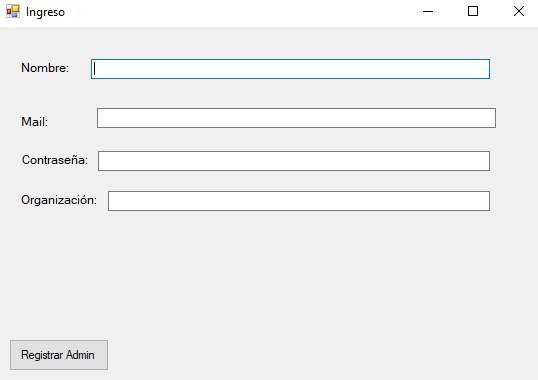 Ingreso
Nombre:
Mail:
Contraseña:
Organización:
Registrar Admin